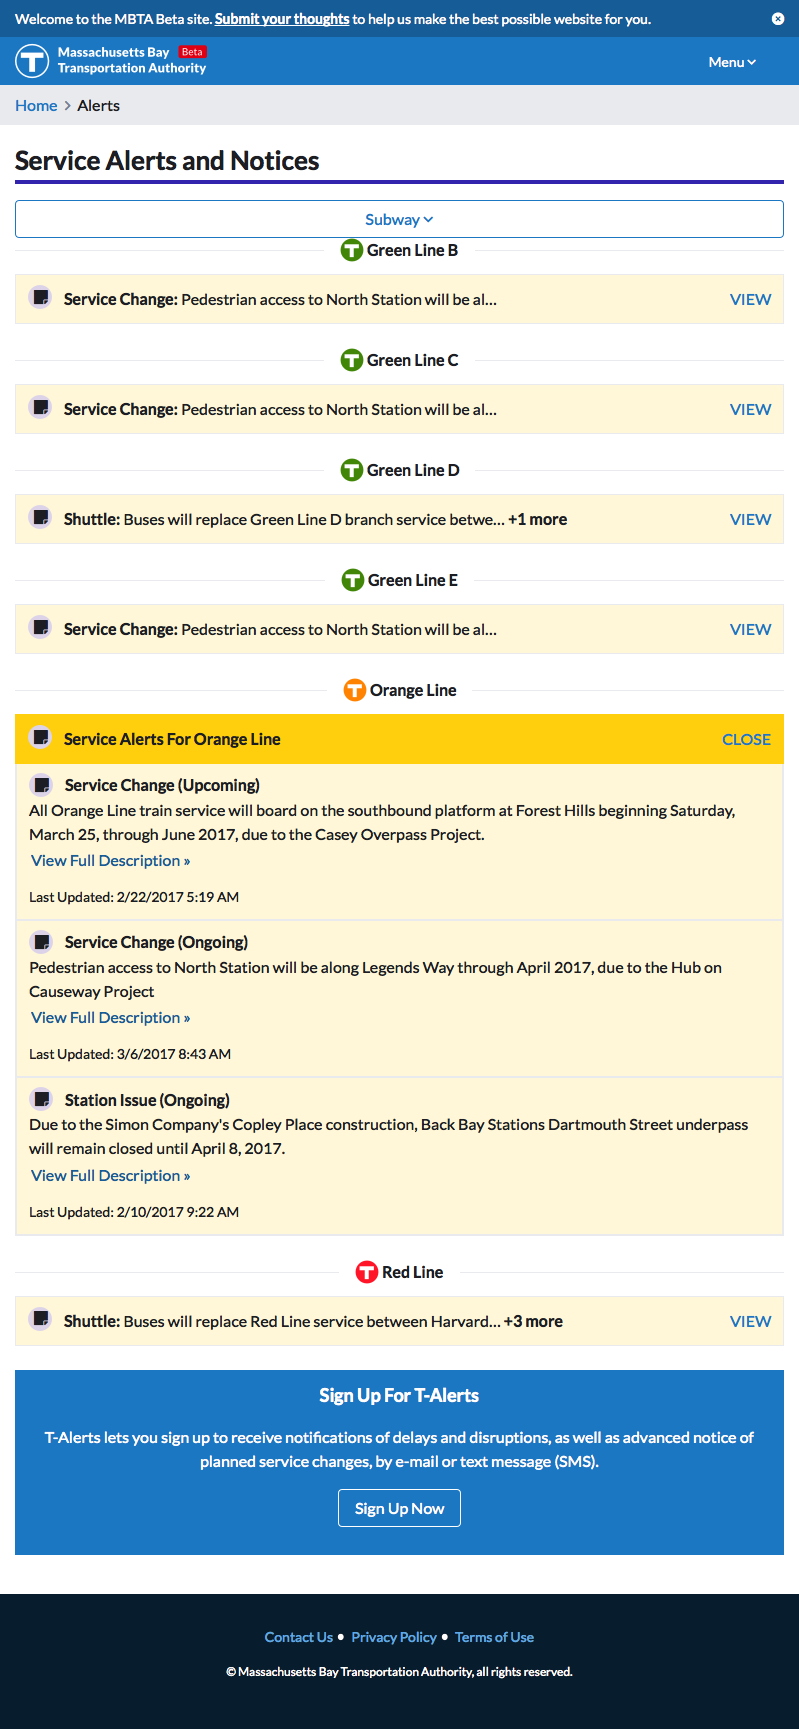 Welcome to the MBTA Beta site. Submit your thoughts to help us make the best possible website for you.
T Massachusetts Bay Beta
Transportation Authority
Menu
Home > Alerts
Service Alerts and Notices
Subway
T Green Line B
Service Change: Pedestrian access to North Station will be al... VIEW
T Green Line C
Service Change: Pedestrian access to North Station will be al... VIEW
T Green Line D
Shuttle: Buses will replace Green Line D branch service betwe... +1 more VIEW
T Green Line E
Service Change: Pedestrian access to North Station will be al... VIEW
T Orange Line
Service Alerts For Orange Line CLOSE
Service Change (Upcoming)
All Orange Line train service will board on the southbound platform at Forest Hills beginning Saturday,
March 25, through June 2017, due to the Casey Overpass Project.
View Full Description »
Last Updated: 2/22/2017 5:19 AM
Service Change (Ongoing)
Pedestrian access to North Station will be along Legends Way through April 2017, due to the Hub on
Causeway Project
View Full Description »
Last Updated: 3/6/2017 8:43 AM
Station Issue (Ongoing)
Due to the Simon Company's Copley Place construction, Back Bay Stations Dartmouth Street underpass
will remain closed until April 8, 2017.
View Full Description »
Last Updated: 2/10/2017 9:22 AM
T Red Line
Shuttle: Buses will replace Red Line service between Harvard... +3 more VIEW
Sign Up For T-Alerts
T-Alerts lets you sign up to receive notifications of delays and disruptions, as well as advanced notice of
planned service changes, by e-mail or text message (SMS).
Sign Up Now
Contact Us • Privacy Policy • Terms of Use
© Massachusetts Bay Transportation Authority, all rights reserved.